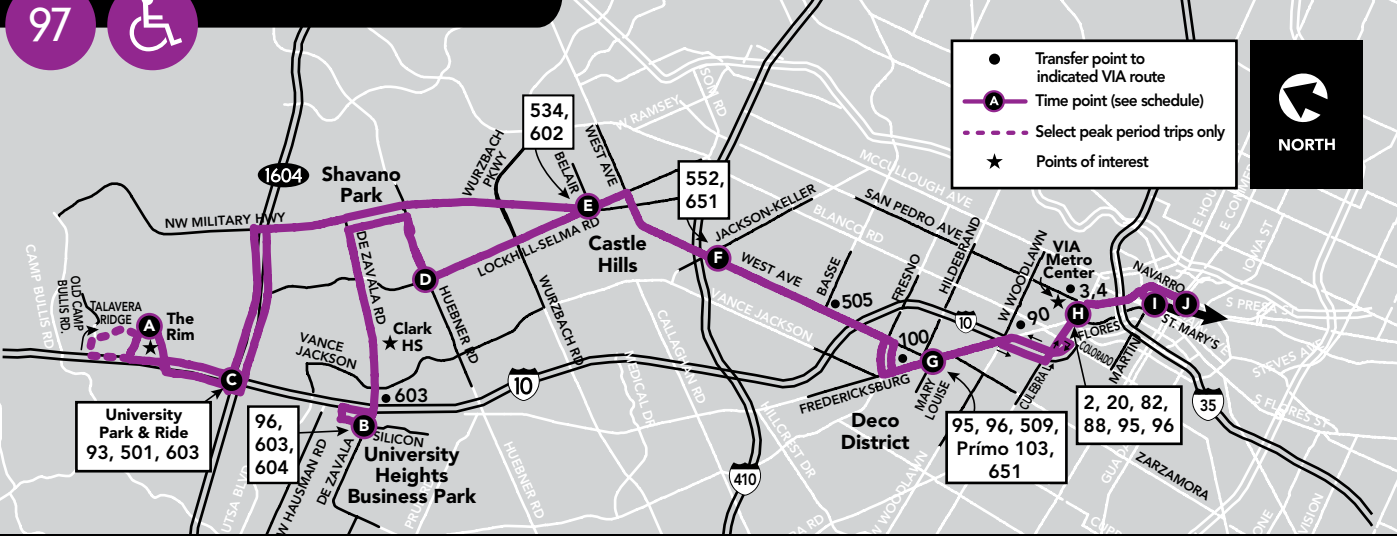 97
Transfer point to
indicated VIA route
A
Time point (see schedule)
Select peak period trips only
Points of interest
NORTH
1604
Shavano
Park
NW MILITARY HWY
WURZBACH
PKWY
534,
602
BELAIR
WEST AVE
W RAMSEY
552,
651
E
LOCKHILL-SELMA RD
Castle
Hills
F
JACKSON-KELLER
WEST AVE
MCCULLOUGH AVE
BLANCO RD
SAN PEDRO AVE
BASSE
505
FRESNO
HILDEBRAND
W WOODLAWN
VIA
Metro
Center
3,4
90
NAVARRO
IOWA ST
H
I
J
FLORES
ST. MARY'S
COLORADO
MARTIN
STEVES AVE
S FLORES ST
35
CAMP BULLIS RD
OLD CAMP
BULLIS RD
TALAVERA
RIDGE
A
The
Rim
C
University
Park & Ride
93, 501, 603
DE ZAVALA RD
D
HUEBNER RD
WURZBACH RD
Clark
HS
VANCE
JACKSON
603
10
B
SILICON
96,
603,
604
University
Heights
Business Park
DE ZAVALA
W HAUSMAN RD
UTSA BLVD
HUEBNER RD
MEDICAL DR
CALLAGHAN RD
VANCE JACKSON
HILLCREST DR
410
FREDERICKSBURG
100
G
10
MARY
LOUISE
Deco
District
W WOODLAWN
95, 96, 509,
Prímo 103,
651
CULEBRA
2, 20, 82,
88, 95, 96
ZARZAMORA